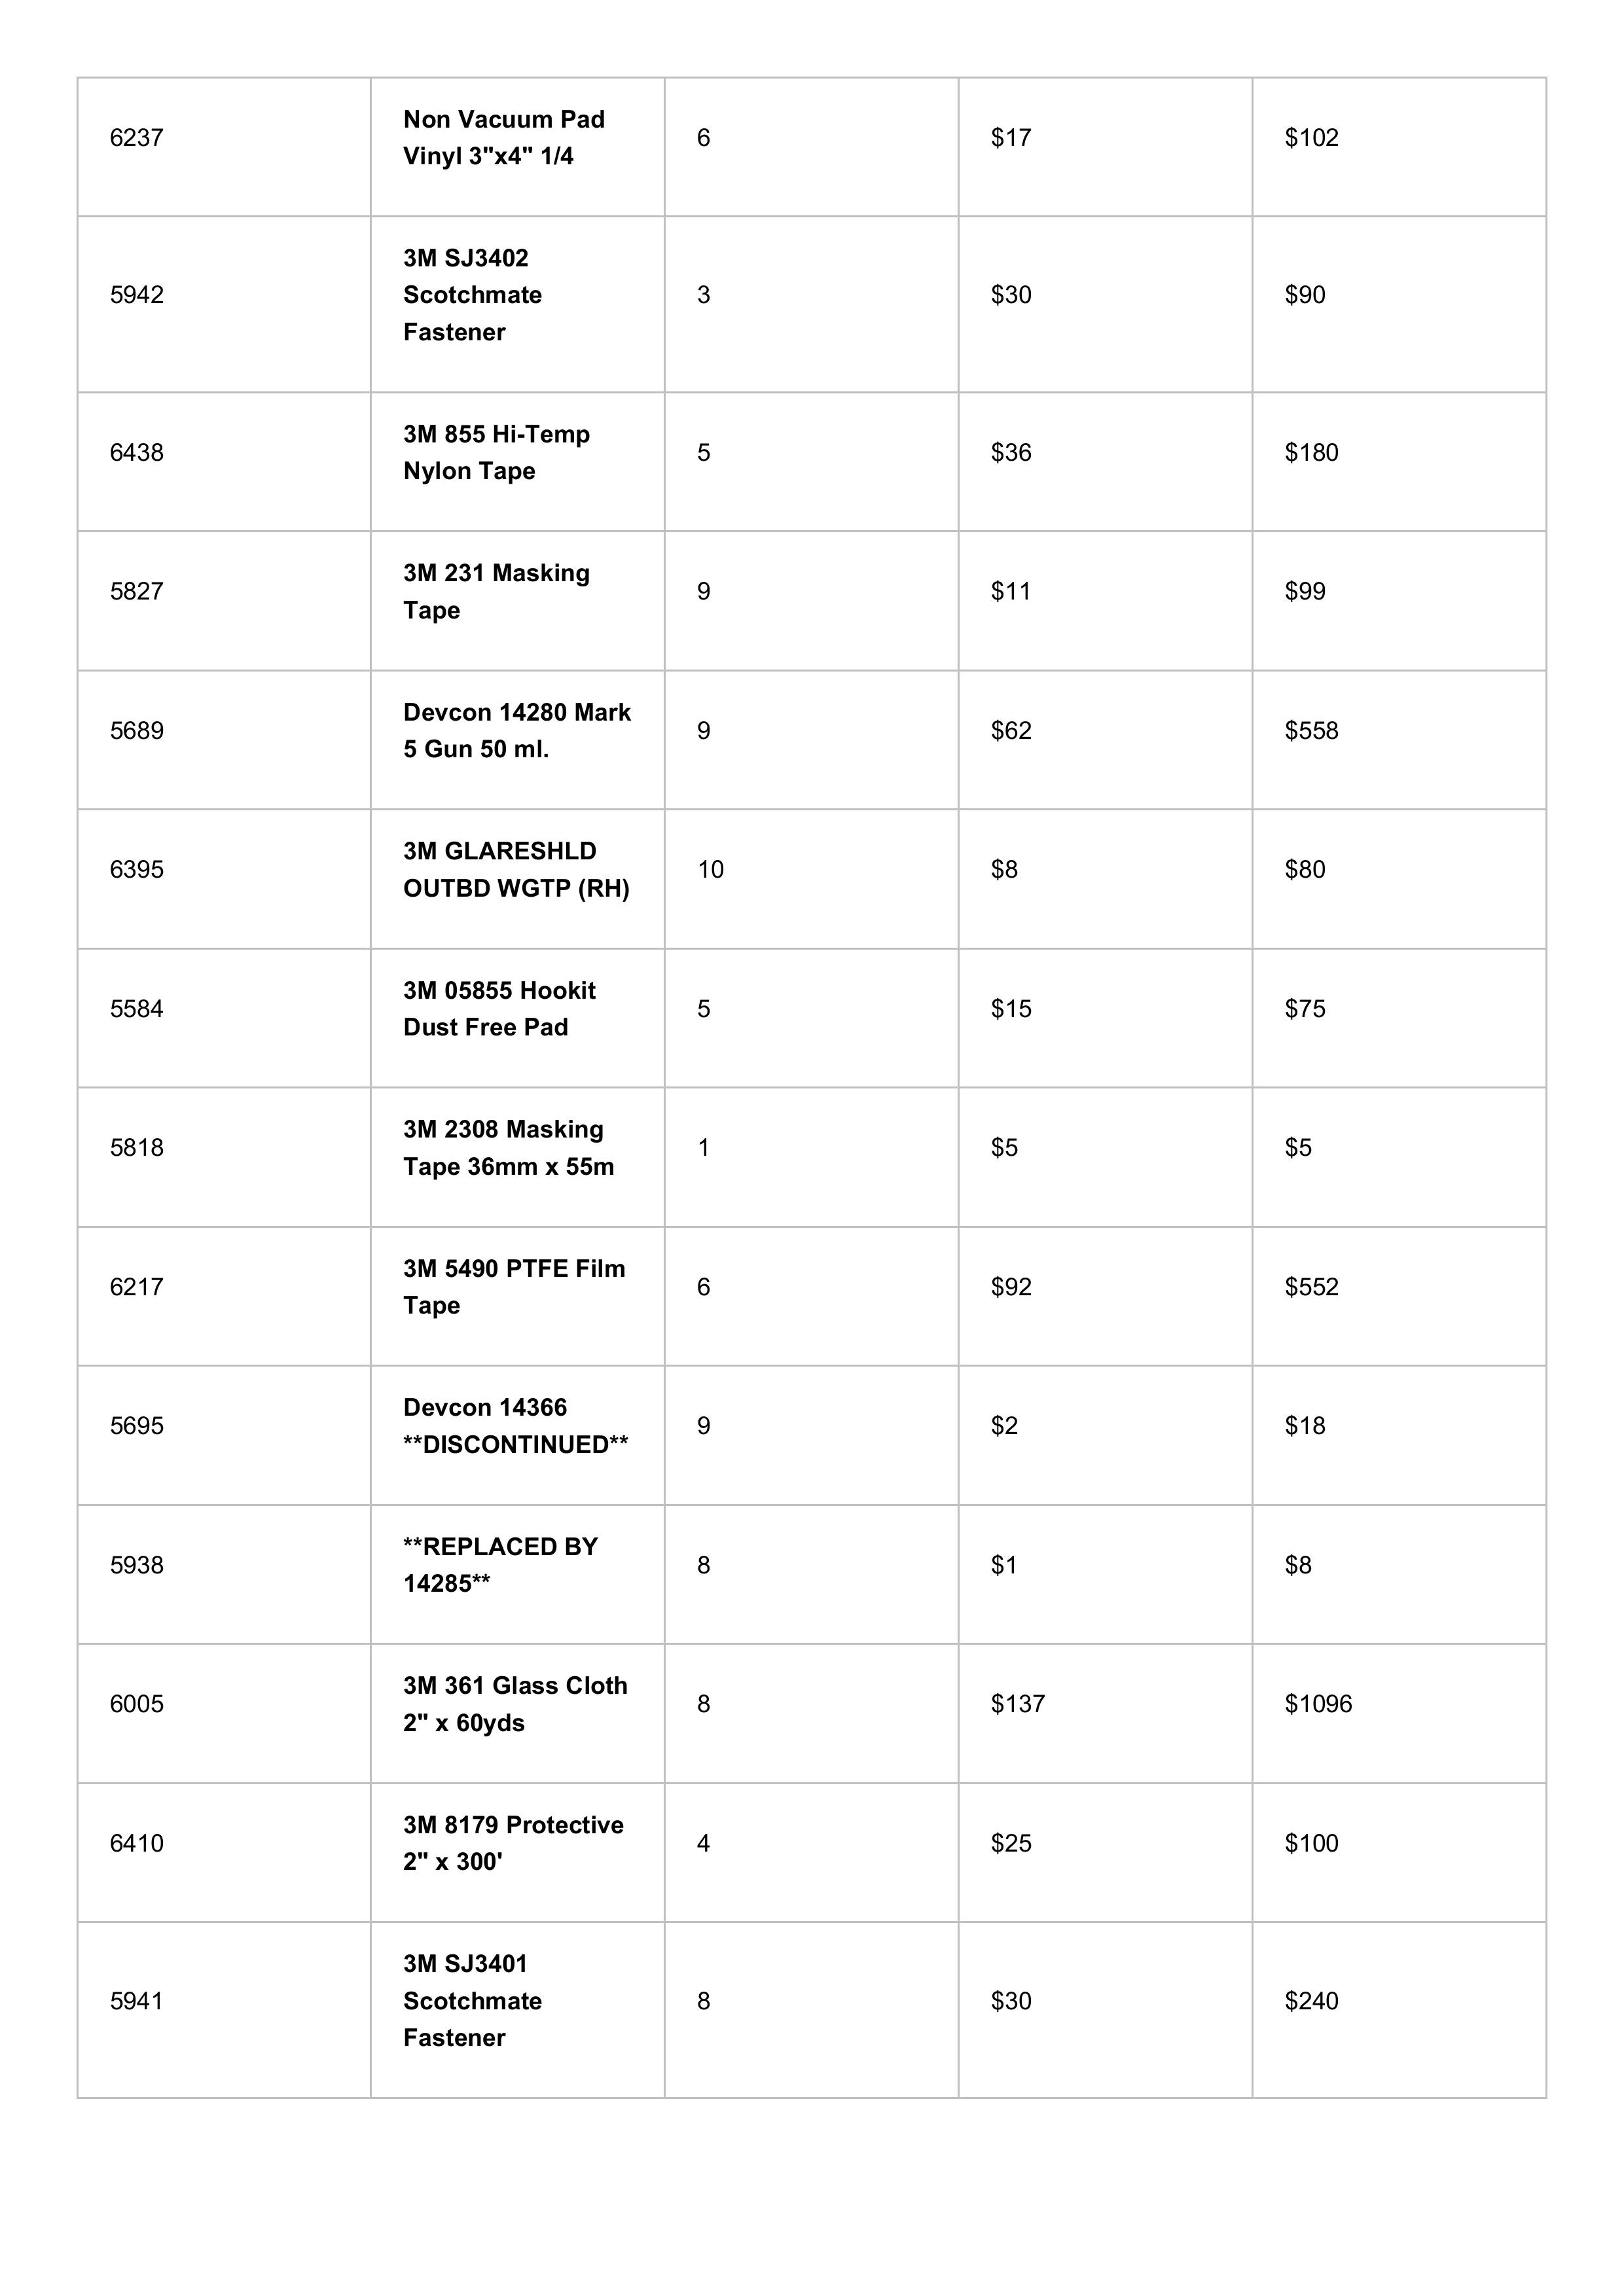 6237
Non Vacuum Pad
Vinyl 3"x4" 1/4
6
$17
$102
5942
3M SJ3402
Scotchmate
Fastener
3
$30
$90
6438
3M 855 Hi-Temp
Nylon Tape
5
$36
$180
5827
3M 231 Masking
Tape
9
$11
$99
5689
Devcon 14280 Mark
5 Gun 50 ml.
9
$62
$558
6395
3M GLARESHLD
OUTBD WGTP (RH)
10
$8
$80
5584
3M 05855 Hookit
Dust Free Pad
5
$15
$75
5818
3M 2308 Masking
Tape 36mm x 55m
1
$5
$5
6217
3M 5490 PTFE Film
Tape
6
$92
$552
5695
Devcon 14366
**DISCONTINUED**
9
$2
$18
5938
**REPLACED BY
14285**
8
$1
$8
6005
3M 361 Glass Cloth
2" x 60yds
8
$137
$1096
6410
3M 8179 Protective
2" x 300'
4
$25
$100
5941
3M SJ3401
Scotchmate
Fastener
8
$30
$240